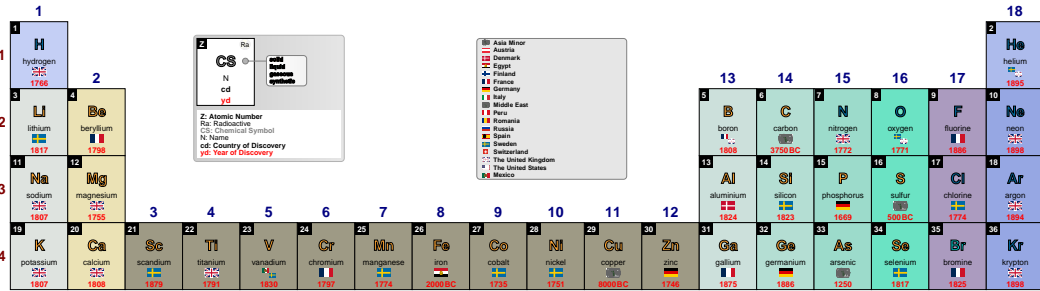 1
18
1
H
hydrogen
1766
2
He
helium
1895
1
2
13
14
15
16
17
3
Li
lithium
1817
4
Be
beryllium
1798
5
B
boron
1808
6
C
carbon
3750BC
7
N
nitrogen
1772
8
O
oxygen
1771
9
F
fluorine
1886
10
Ne
neon
1898
2
11
Na
sodium
1807
12
Mg
magnesium
1755
13
Al
aluminium
1824
14
Si
silicon
1823
15
P
phosphorus
1669
16
S
sulfur
500BC
17
Cl
chlorine
1774
18
Ar
argon
1894
3
3
4
5
6
7
8
9
10
11
12
19
K
potassium
1807
20
Ca
calcium
1808
21
Sc
scandium
1879
22
Ti
titanium
1791
23
V
vanadium
1830
24
Cr
chromium
1797
25
Mn
manganese
1774
26
Fe
iron
2000BC
27
Co
cobalt
1735
28
Ni
nickel
1751
29
Cu
copper
8000BC
30
Zn
zinc
1746
31
Ga
gallium
1875
32
Ge
germanium
1886
33
As
arsenic
1250
34
Se
selenium
1817
35
Br
bromine
1825
36
Kr
krypton
1898
4
Z
Ra
CS
N
cd
yd
solid
liquid
gaseous
synthetic
Z: Atomic Number
Ra: Radioactive
CS: Chemical Symbol
N: Name
cd: Country of Discovery
yd: Year of Discovery
Asia Minor
Austria
Denmark
Egypt
Finland
France
Germany
Italy
Middle East
Peru
Romania
Russia
Spain
Sweden
Switzerland
The United Kingdom
The United States
Mexico